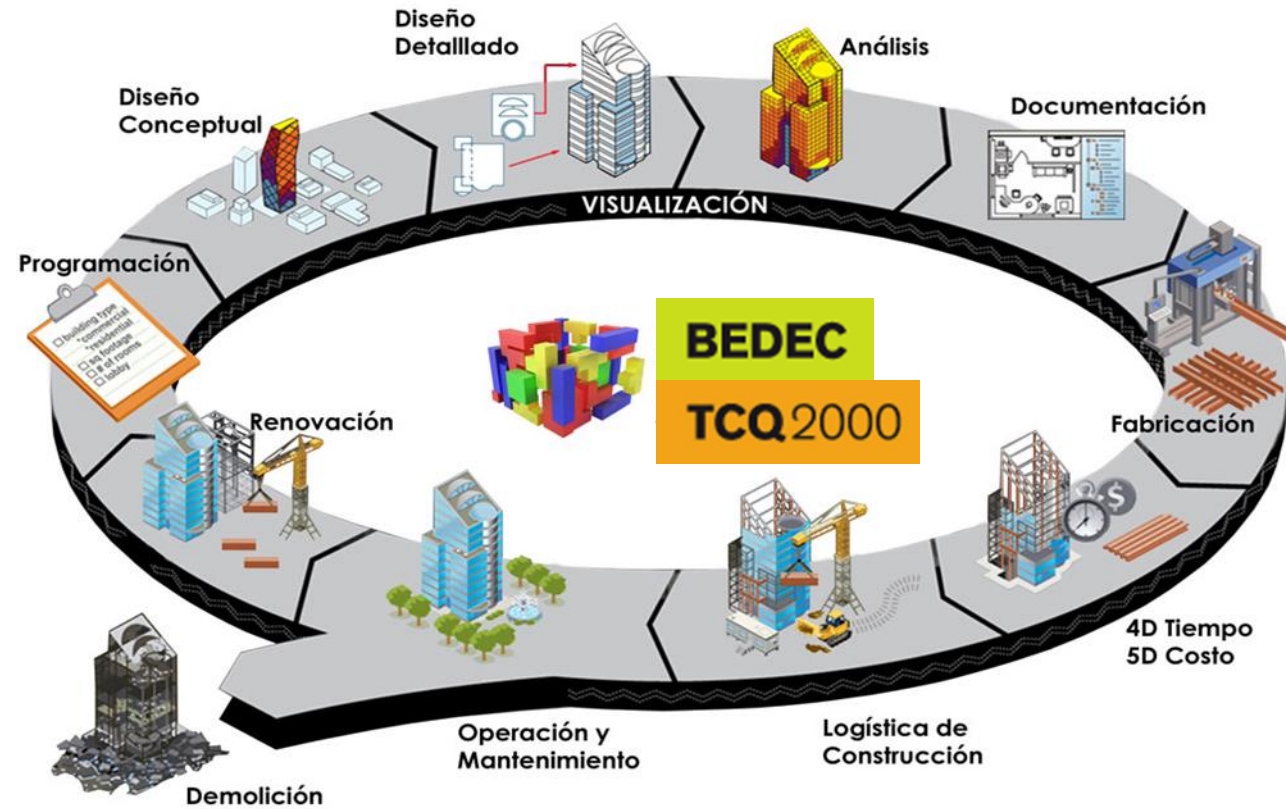 Diseño
Detalllado
Análisis
Diseño
Conceptual
Documentación
VISUALIZACIÓN
Programación
building type
*commercial
*residential
sq footage
# of rooms
lobby
BEDEC
TCQ2000
Renovación
Fabricación
$
4D Tiempo
5D Costo
Operación y
Mantenimiento
Logística de
Construcción
Demolición